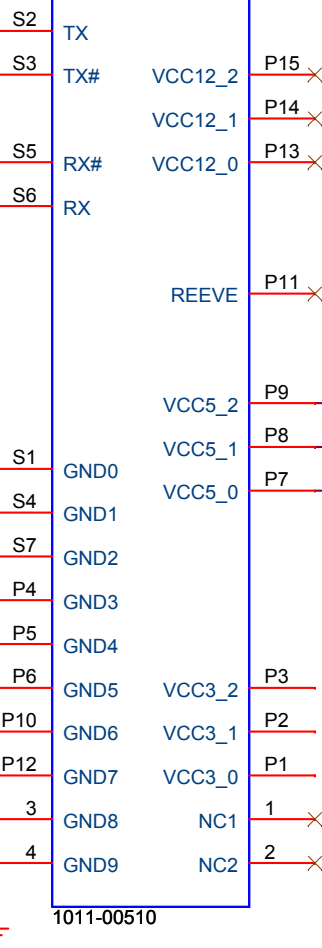 S2 TX
S3 TX# VCC12_2 P15
VCC12_1 P14
S5 RX# VCC12_0 P13
S6 RX
REEVE P11
VCC5_2 P9
VCC5_1 P8
S1 GND0
VCC5_0 P7
S4 GND1
S7 GND2
P4 GND3
P5 GND4
P6 GND5 VCC3_2 P3
P10 GND6 VCC3_1 P2
P12 GND7 VCC3_0 P1
3 GND8 NC1 1
4 GND9 NC2 2
1011-00510